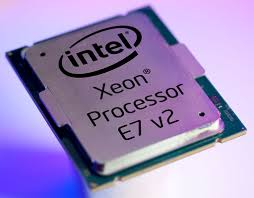 intel
Xeon®
Processor
E7 v2